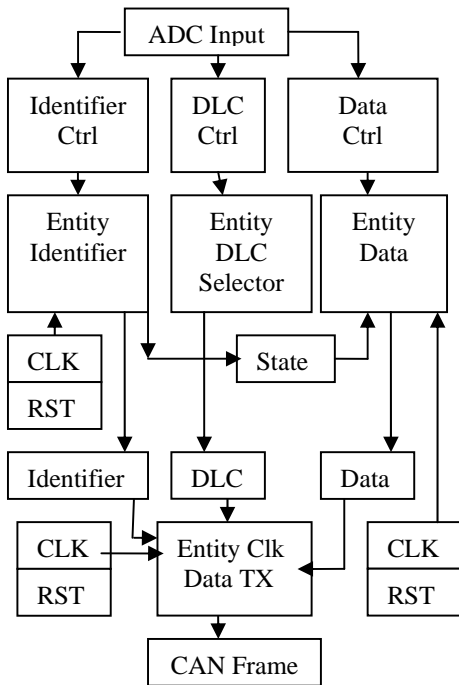 ADC Input
Identifier
Ctrl
DLC
Ctrl
Data
Ctrl
Entity
Identifier
Entity
DLC
Selector
Entity
Data
CLK
RST
State
Identifier
DLC
Data
CLK
RST
Entity Clk
Data TX
CLK
RST
CAN Frame